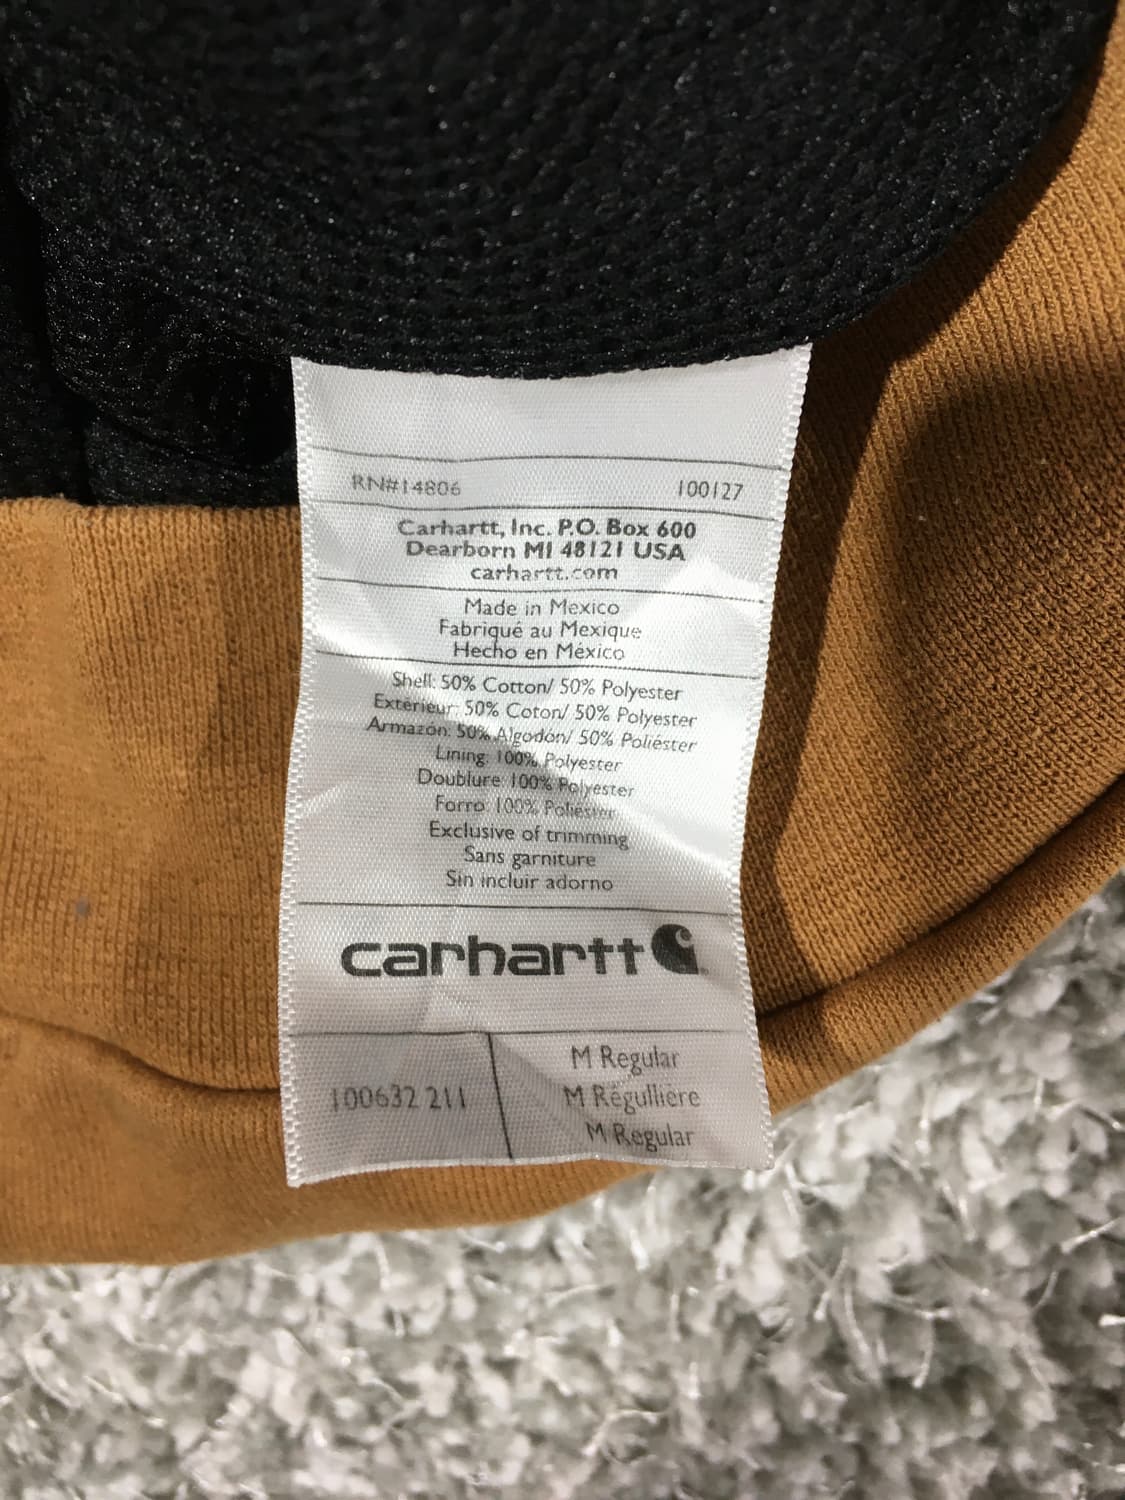 RN#14806 100127
Carhartt, Inc. P.O. Box 600
Dearborn MI 48121 USA
carhartt.com
Made in Mexico
Fabriqué au Mexique
Hecho en México
Shell: 50% Cotton/ 50% Polyester
Extérieur: 50% Coton/ 50% Polyester
Armazón: 50% Algodón/ 50% Poliéster
Lining: 100% Polyester
Doublure: 100% Polyester
Forro: 100% Poliéster
Exclusive of trimming
Sans garniture
Sin incluir adorno
carhartt
100632 211
M Regular
M Régulliére
M Regular